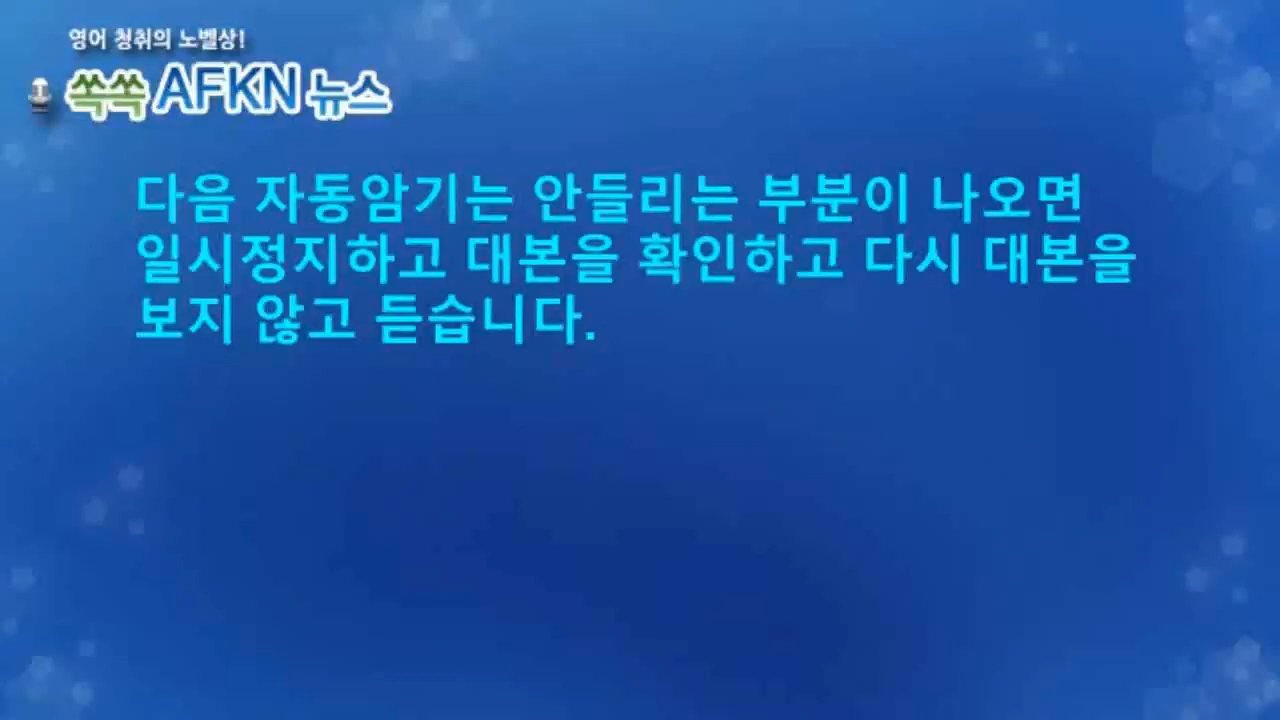 영어 청취의 노벨상!
쏙쏙 AFKN 뉴스
다음 자동암기는 안들리는 부분이 나오면
일시정지하고 대본을 확인하고 다시 대본을
보지 않고 듣습니다.